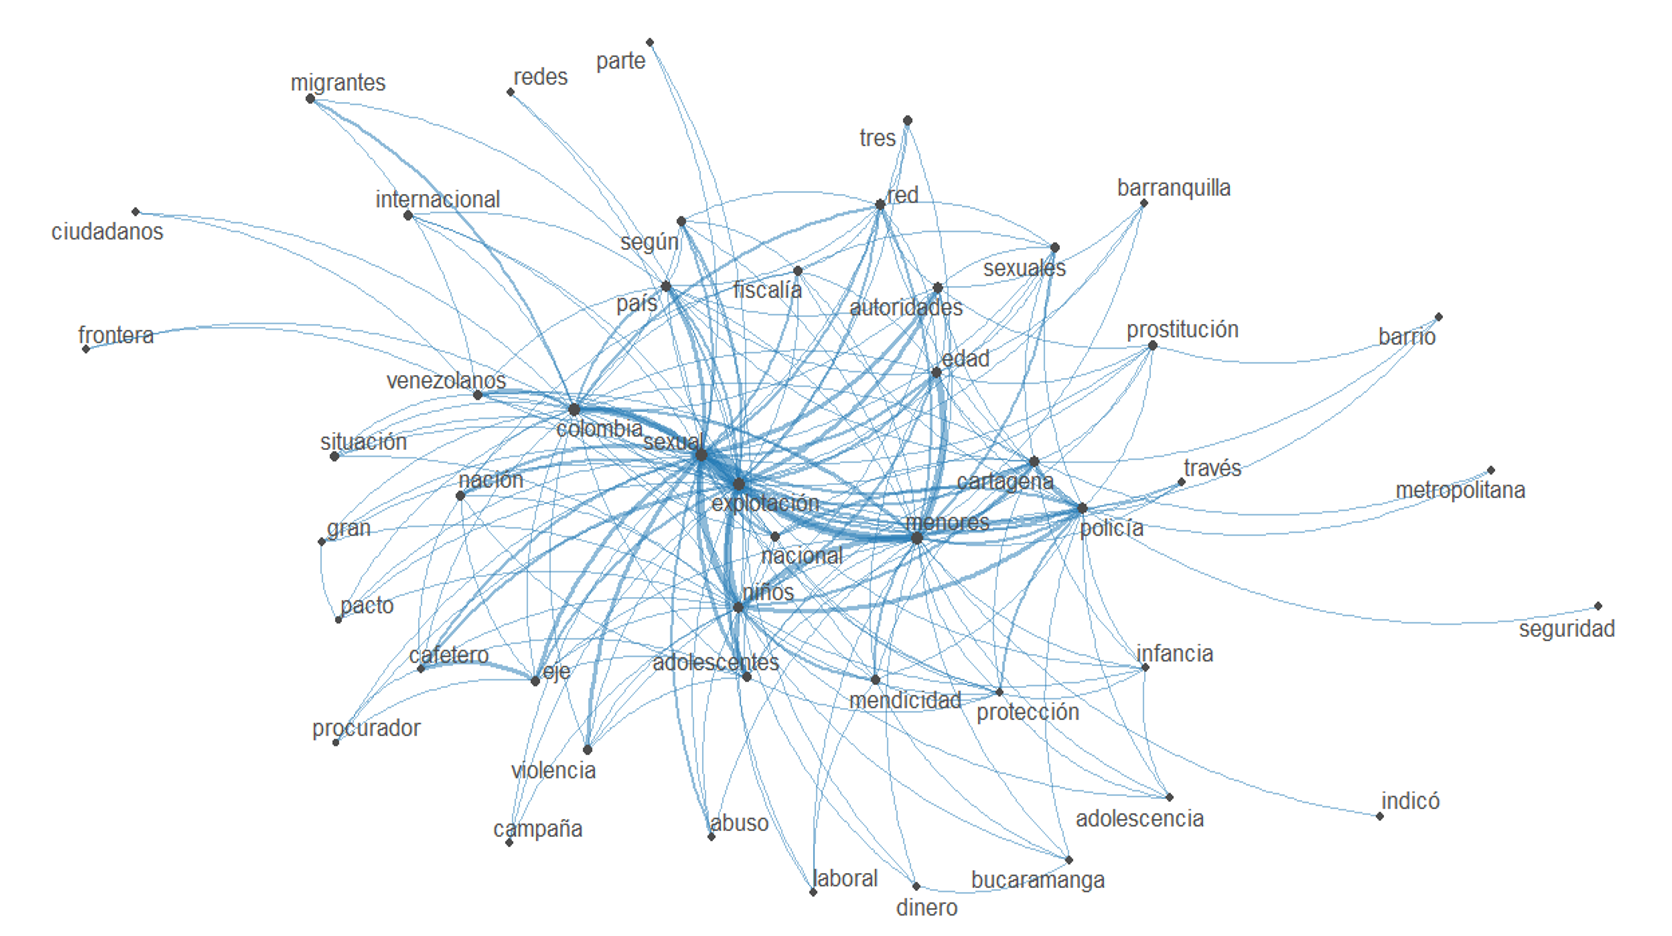 parte
redes
migrantes
tres
barranquilla
red
internacional
ciudadanos
según
sexuales
fiscalía
país
autoridades
prostitución
frontera
barrio
edad
venezolanos
colombia
sexual
situación
través
nación
cartagena
metropolitana
explotación
menores
gran
policía
nacional
niños
pacto
seguridad
cafetero
infancia
adolescentes
eje
mendicidad
protección
procurador
violencia
indicó
adolescencia
abuso
campaña
laboral
bucaramanga
dinero